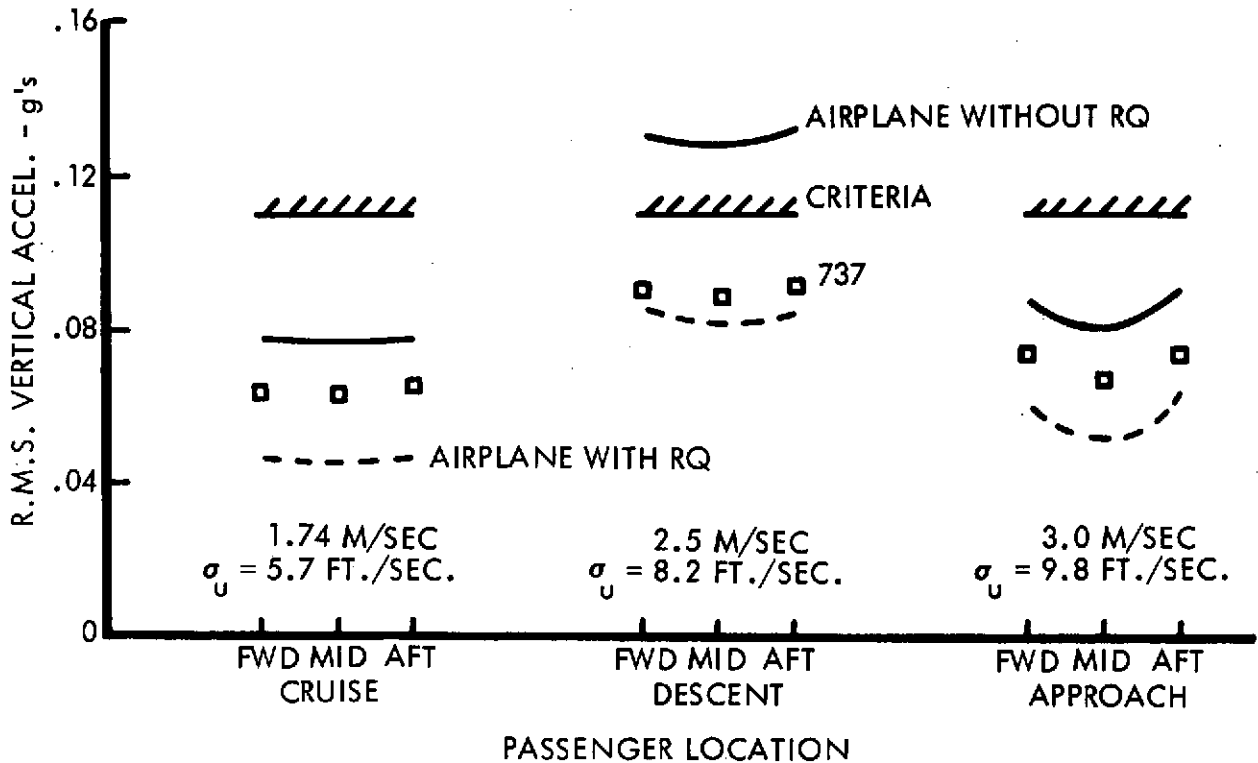 R.M.S. VERTICAL ACCEL. - g's
.16
.12
.08
.04
0
AIRPLANE WITHOUT RQ
CRITERIA
737
AIRPLANE WITH RQ
1.74 M/SEC
σu = 5.7 FT./SEC.
2.5 M/SEC
σu = 8.2 FT./SEC.
3.0 M/SEC
σu = 9.8 FT./SEC.
FWD MID AFT
CRUISE
FWD MID AFT
DESCENT
FWD MID AFT
APPROACH
PASSENGER LOCATION